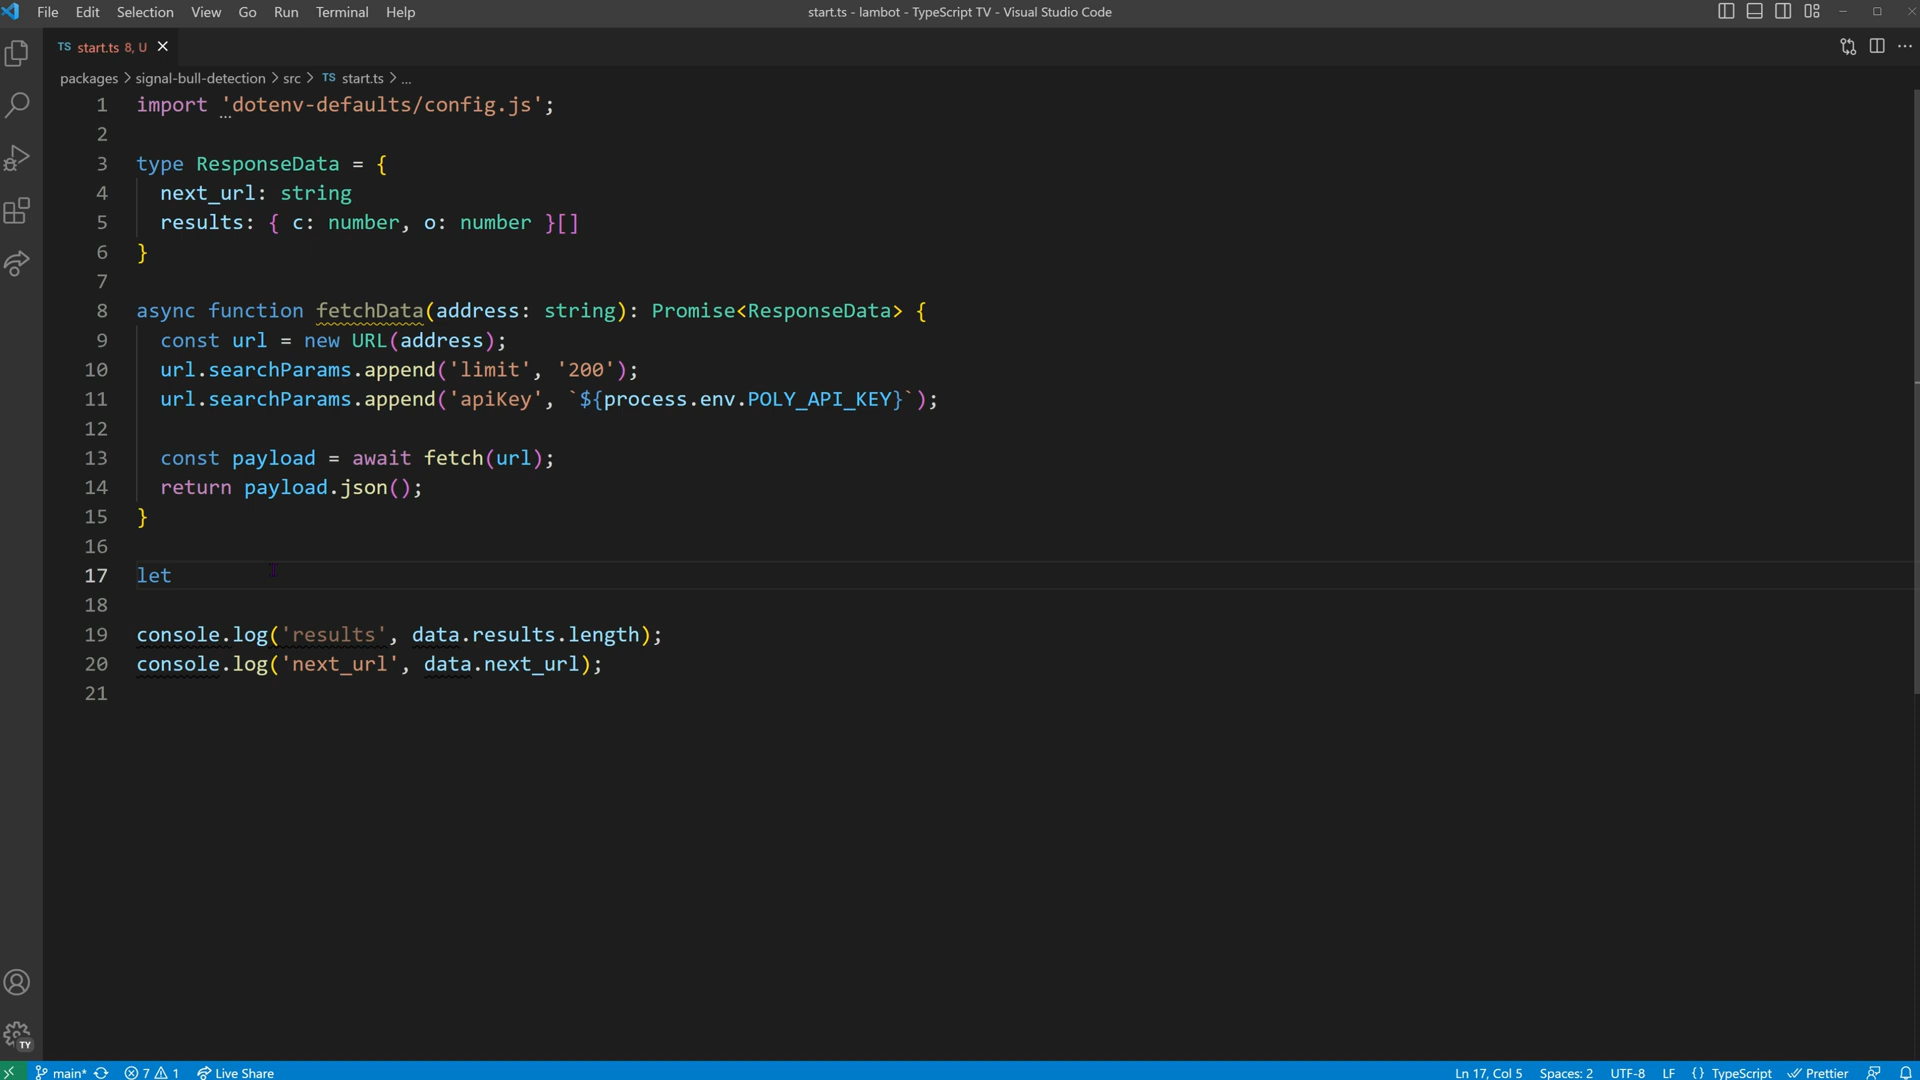 File Edit Selection View Go Run Terminal Help start.ts - lambot - TypeScript TV - Visual Studio Code
TS start.ts 8, U
packages > signal-bull-detection > src > TS start.ts > ...
1 import 'dotenv-defaults/config.js';
2
3 type ResponseData = {
4 next_url: string
5 results: { c: number, o: number }[]
6 }
7
8 async function fetchData(address: string): Promise<ResponseData> {
9 const url = new URL(address);
10 url.searchParams.append('limit', '200');
11 url.searchParams.append('apiKey', `${process.env.POLY_API_KEY}`);
12
13 const payload = await fetch(url);
14 return payload.json();
15 }
16
17 let
18
19 console.log('results', data.results.length);
20 console.log('next_url', data.next_url);
21
TY
main* 7 1 Live Share Ln 17, Col 5 Spaces: 2 UTF-8 LF {} TypeScript Prettier